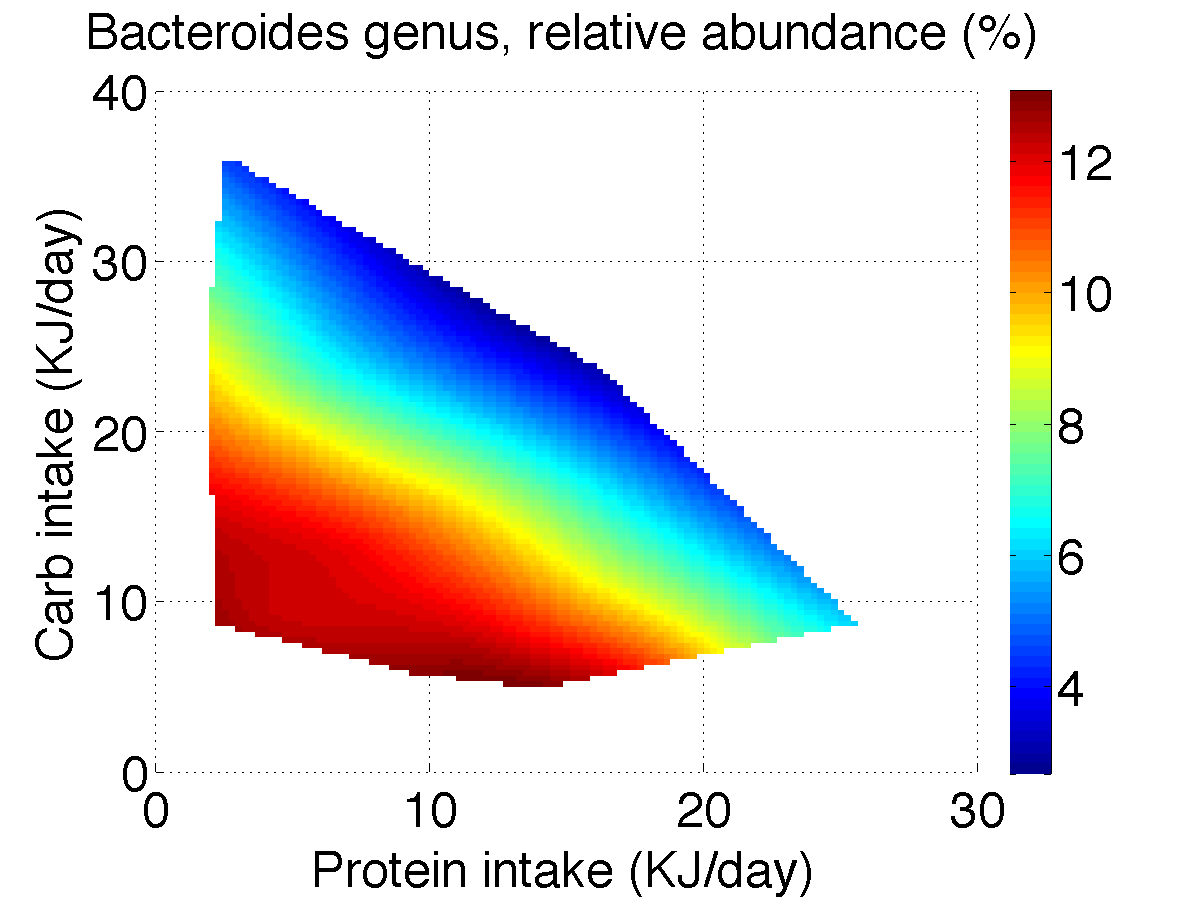 Bacteroides genus, relative abundance (%)
40
30
20
10
0
Carb intake (KJ/day)
0 10 20 30
Protein intake (KJ/day)
12
10
8
6
4